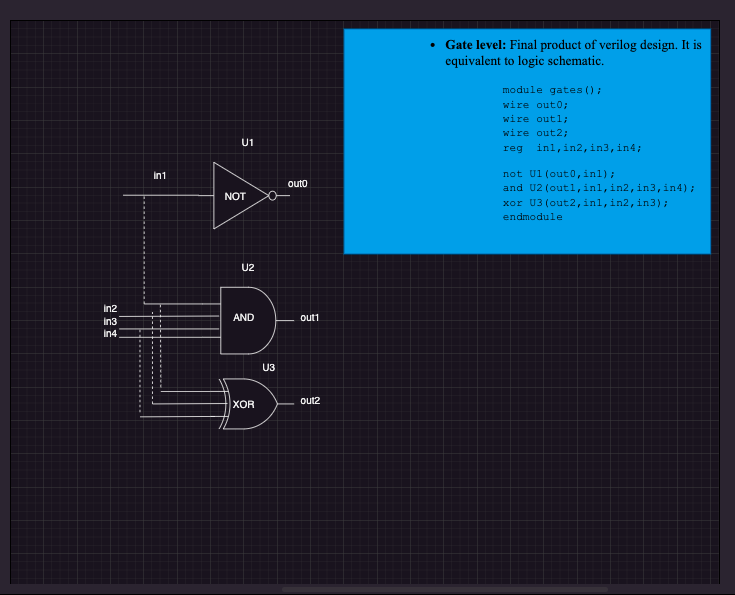 • Gate level: Final product of verilog design. It is
equivalent to logic schematic.
module gates();
wire out0;
wire out1;
wire out2;
reg  in1,in2,in3,in4;
not U1(out0,in1);
and U2(out1,in1,in2,in3,in4);
xor U3(out2,in1,in2,in3);
endmodule
U1
in1
NOT
out0
U2
in2
in3
in4
AND
out1
U3
XOR
out2